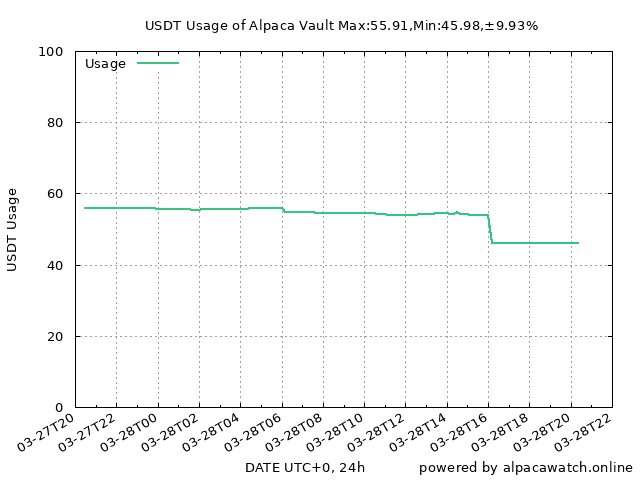 USDT Usage of Alpaca Vault Max:55.91,Min:45.98,±9.93%
Usage
100
80
60
40
20
0
USDT Usage
03-27T20
03-27T22
03-28T00
03-28T02
03-28T04
03-28T06
03-28T08
03-28T10
03-28T12
03-28T14
03-28T16
03-28T18
03-28T20
03-28T22
DATE UTC+0, 24h
powered by alpacawatch.online